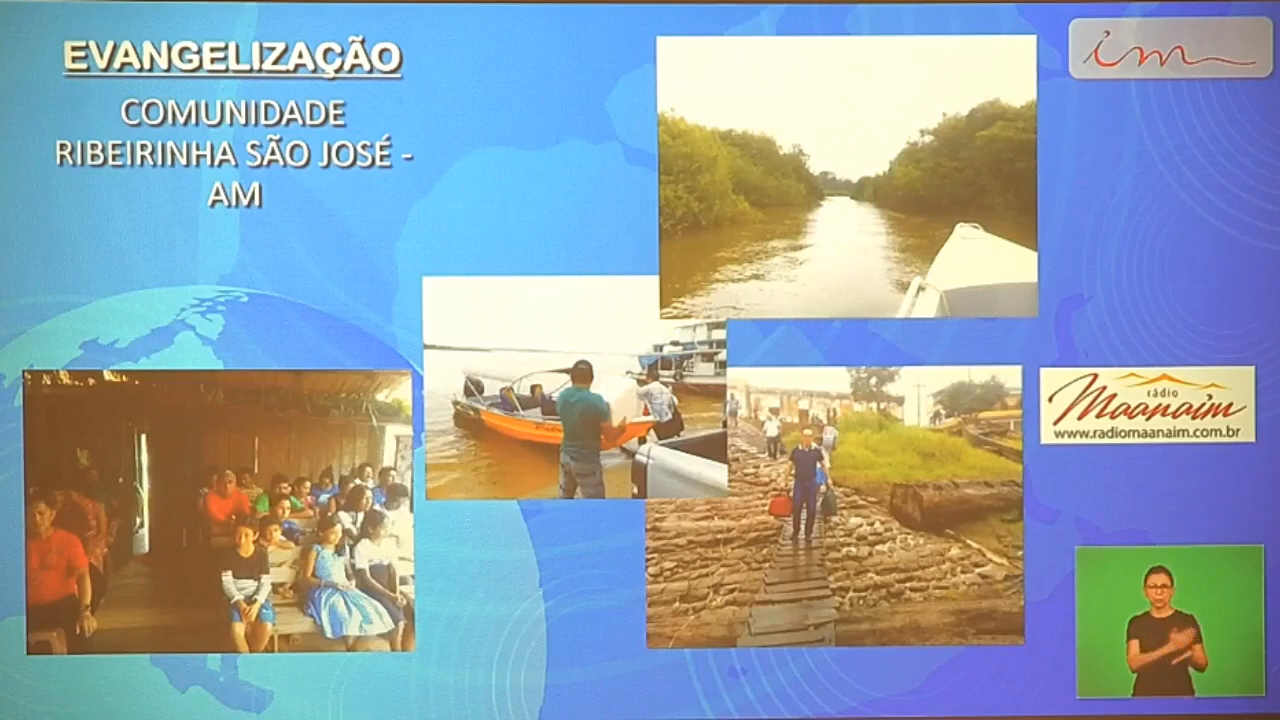 EVANGELIZAÇÃO
COMUNIDADE
RIBEIRINHA SÃO JOSÉ -
AM
im
rádio
Maanaim
www.radiomaanaim.com.br